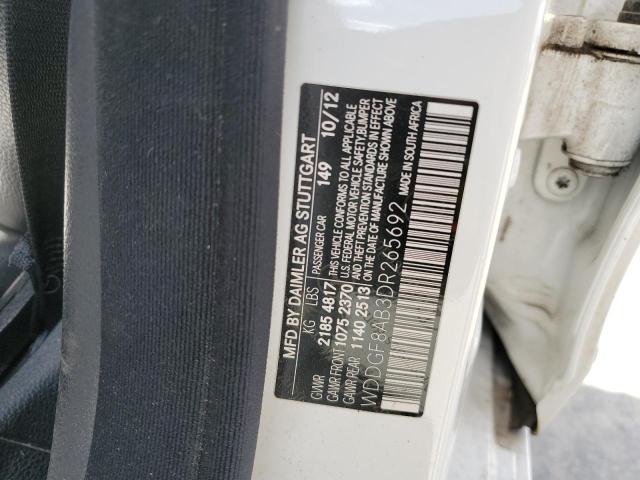 MFD BY DAIMLER AG STUTTGART
KG LBS PASSENGER CAR 149 10/12
GVWR 2185 4817 THIS VEHICLE CONFORMS TO ALL APPLICABLE
GAWR FRONT 1075 2370 U.S. FEDERAL MOTOR VEHICLE SAFETY,BUMPER
GAWR REAR 1140 2513 AND THEFT PREVENTION STANDARDS IN EFFECT
ON THE DATE OF MANUFACTURE SHOWN ABOVE
WDDGF8AB3DR265692 MADE IN SOUTH AFRICA